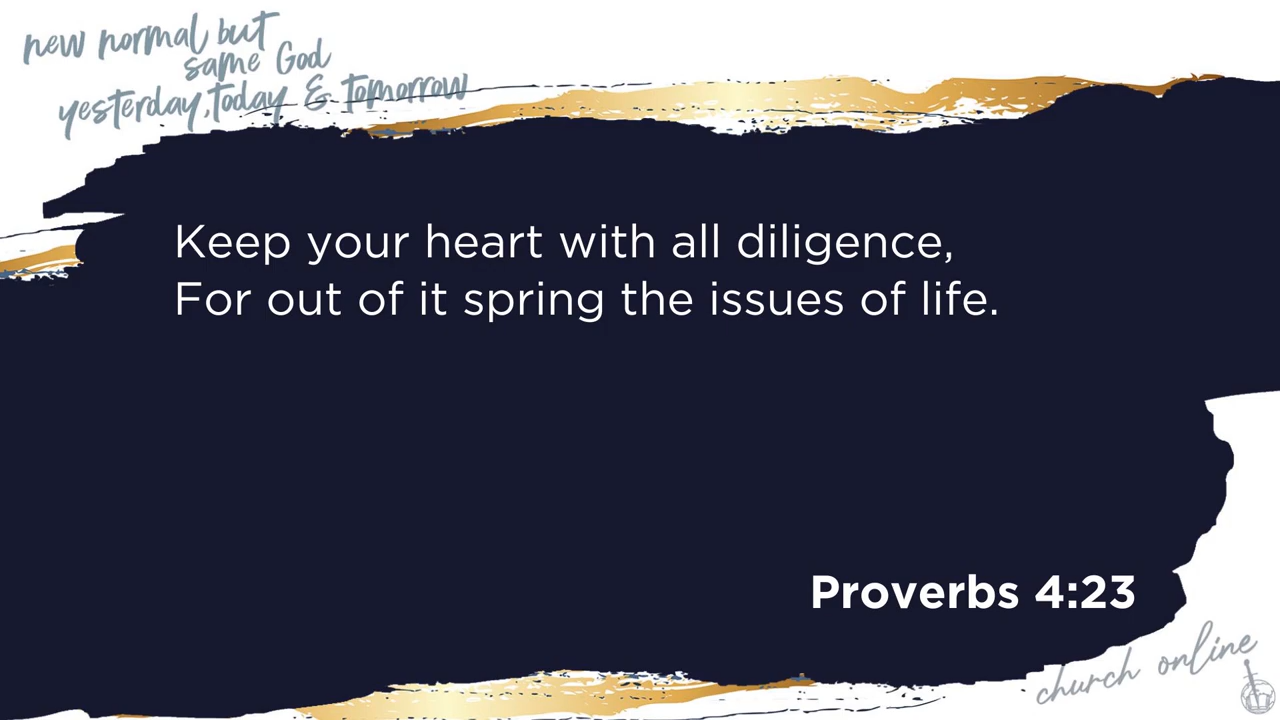 new normal but
same God
yesterday, today & tomorrow
Keep your heart with all diligence,
For out of it spring the issues of life.
Proverbs 4:23
church online